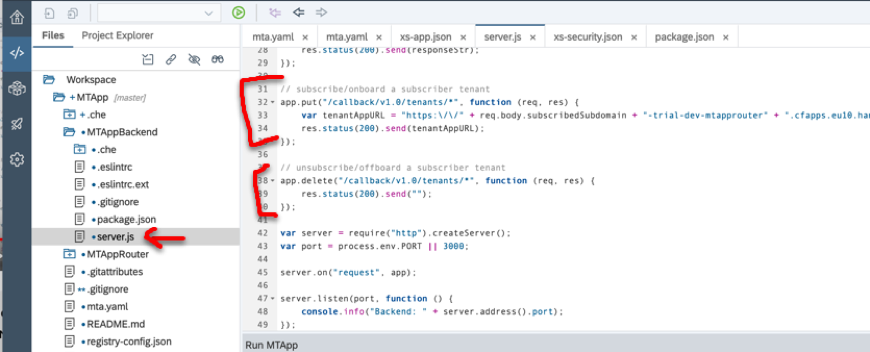 Files
Project Explorer
Workspace
MTApp [master]
.che
MTAppBackend
.che
.eslintrc
.eslintrc.ext
.gitignore
package.json
server.js
MTAppRouter
.gitattributes
.gitignore
mta.yaml
README.md
registry-config.json
mta.yaml × mta.yaml × xs-app.json × server.js × xs-security.json × package.json ×
28 res.status(200).send(responseStr);
29 });
30
31 // subscribe/onboard a subscriber tenant
32 app.put("/callback/v1.0/tenants/*", function (req, res) {
33 var tenantAppURL = "https:\/\/" + req.body.subscribedSubdomain + "-trial-dev-mtapprouter" + ".cfapps.eu10.han
34 res.status(200).send(tenantAppURL);
});
36
// unsubscribe/offboard a subscriber tenant
38 app.delete("/callback/v1.0/tenants/*", function (req, res) {
39 res.status(200).send("");
});
41
42 var server = require("http").createServer();
43 var port = process.env.PORT || 3000;
44
45 server.on("request", app);
46
47 server.listen(port, function () {
48 console.info("Backend: " + server.address().port);
49 });
Run MTApp